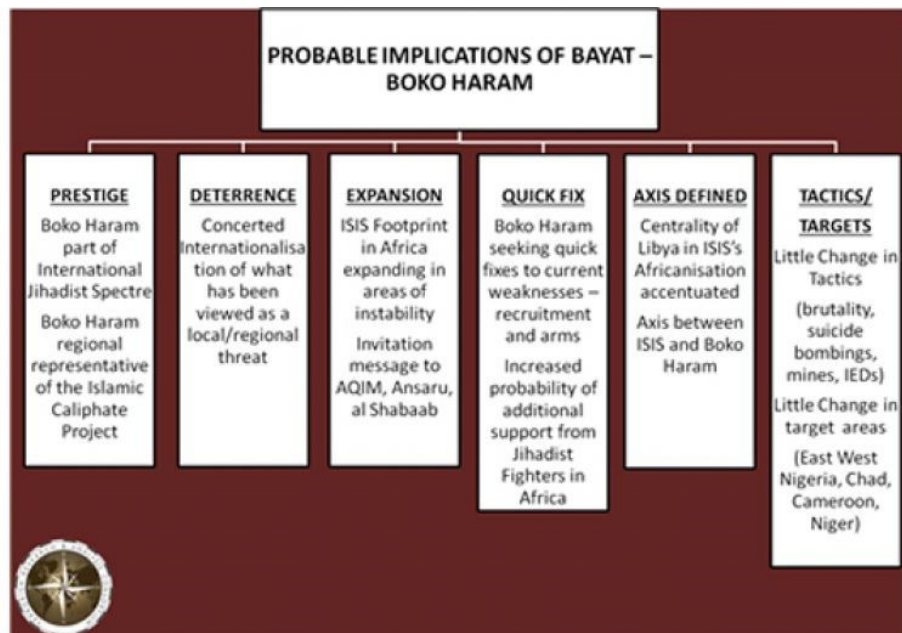 PROBABLE IMPLICATIONS OF BAYAT –
BOKO HARAM
PRESTIGE
Boko Haram
part of
International
Jihadist Spectre
Boko Haram
regional
representative
of the Islamic
Caliphate
Project
DETERRENCE
Concerted
Internationalisa
tion of what
has been
viewed as a
local/regional
threat
EXPANSION
ISIS Footprint
in Africa
expanding in
areas of
instability
Invitation
message to
AQIM, Ansaru,
al Shabaab
QUICK FIX
Boko Haram
seeking quick
fixes to current
weaknesses –
recruitment
and arms
Increased
probability of
additional
support from
Jihadist
Fighters in
Africa
AXIS DEFINED
Centrality of
Libya in ISIS's
Africanisation
accentuated
Axis between
ISIS and Boko
Haram
TACTICS/
TARGETS
Little Change in
Tactics
(brutality,
suicide
bombings,
mines, IEDs)
Little Change in
target areas
(East West
Nigeria, Chad,
Cameroon,
Niger)